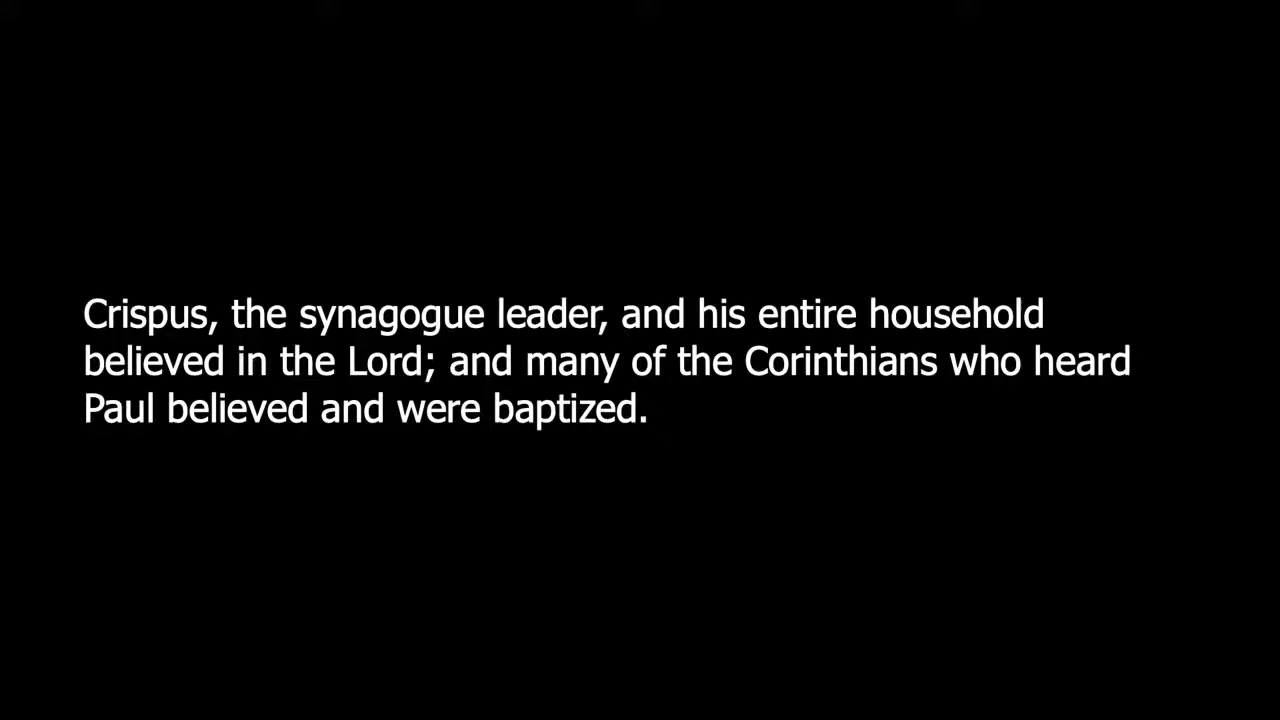 Crispus, the synagogue leader, and his entire household
believed in the Lord; and many of the Corinthians who heard
Paul believed and were baptized.